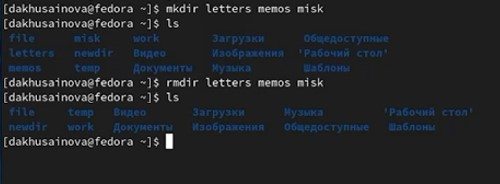 [dakhusainova@fedora ~]$ mkdir letters memos misk
[dakhusainova@fedora ~]$ ls
file misk work Загрузки Общедоступные
letters newdir Видео Изображения 'Рабочий стол'
memos temp Документы Музыка Шаблоны
[dakhusainova@fedora ~]$ rmdir letters memos misk
[dakhusainova@fedora ~]$ ls
file temp Видео Загрузки Музыка 'Рабочий стол'
newdir work Документы Изображения Общедоступные Шаблоны
[dakhusainova@fedora ~]$